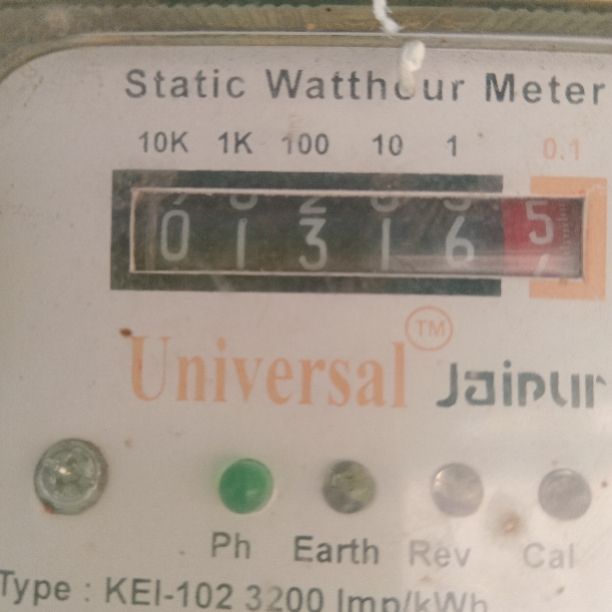 Static Watthour Meter
10K 1K 100 10 1 0.1
0 1 3 1 6 5
Universal TM Jaipur
Ph Earth Rev Cal
Type : KEI-102 3200 Imp/kWh